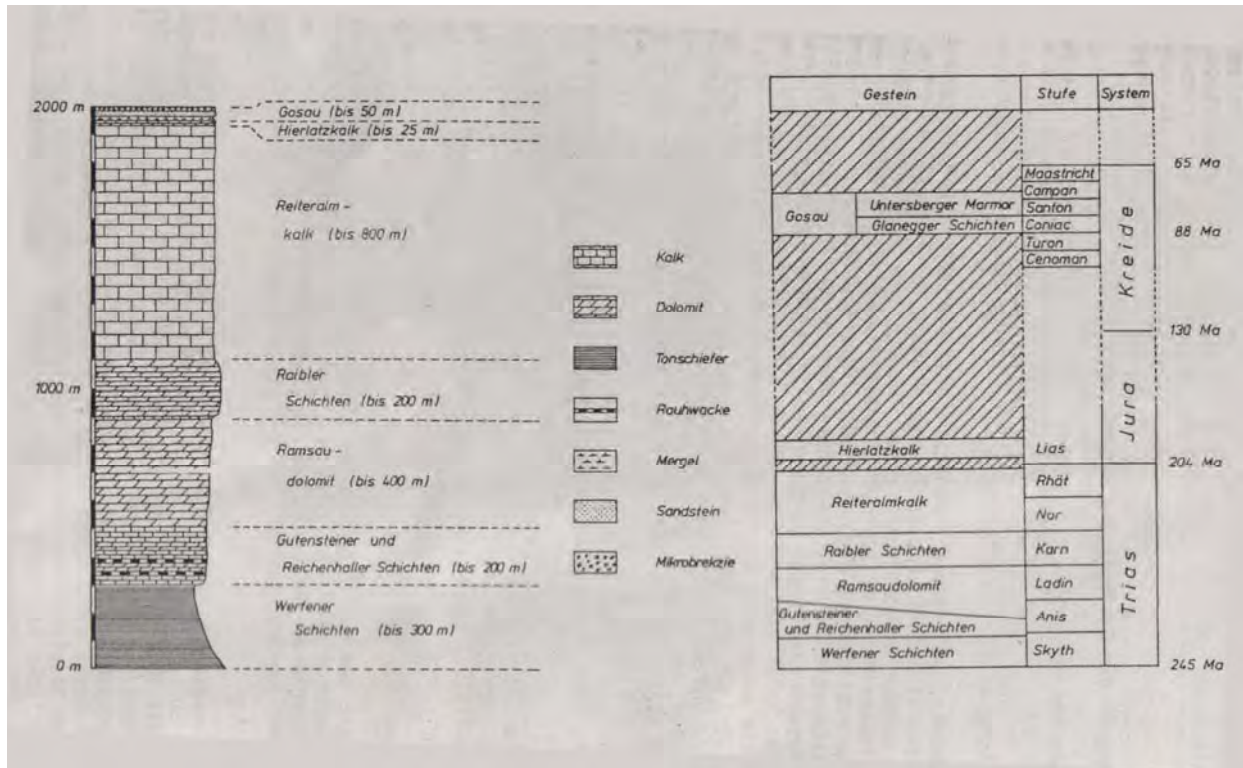 2000 m
Gosau (bis 50 m)
Hierlatzkalk (bis 25 m)
Reiteralm -
kalk (bis 800 m)
1000 m
Raibler
Schichten (bis 200 m)
Ramsau -
dolomit (bis 400 m)
Gutensteiner und
Reichenhaller Schichten (bis 200 m)
Werfener
Schichten (bis 300 m)
0 m
Kalk
Dolomit
Tonschiefer
Rauhwacke
Mergel
Sandstein
Mikrobrekzie
Gestein Stufe System
65 Ma
Maastricht
Campan
Gosau Untersberger Marmor Santon
Glanegger Schichten Coniac 88 Ma
Turon
Cenoman
Kreide
130 Ma
Jura
Hierlatzkalk Lias
204 Ma
Reiteralmkalk Rhät
Nor
Raibler Schichten Karn
Ramsaudolomit Ladin
Trias
Gutensteiner
und Reichenhaller Schichten Anis
Werfener Schichten Skyth
245 Ma